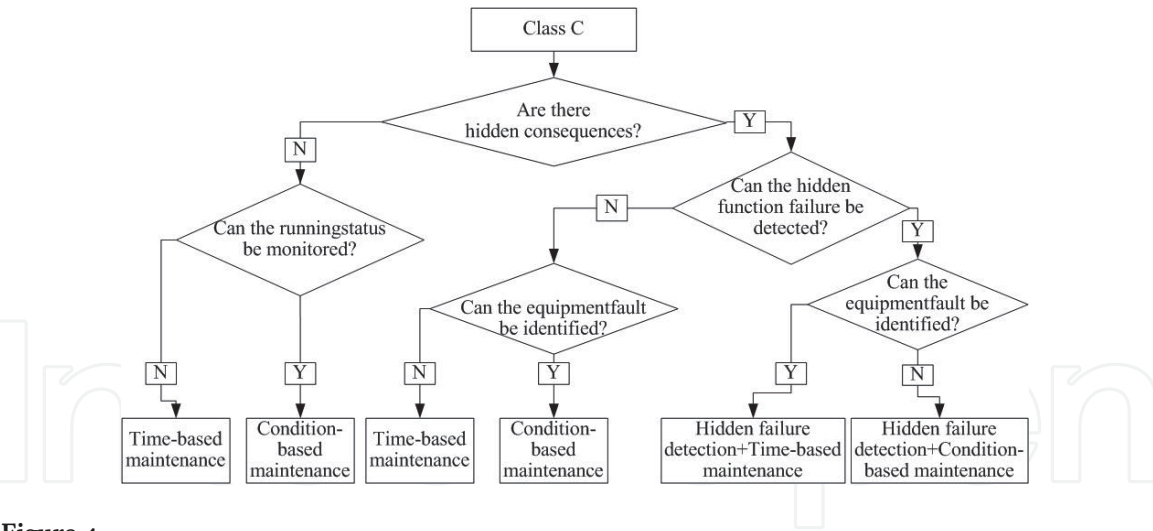 Class C
Are there
hidden consequences?
Y
N
Can the hidden
function failure be
detected?
N
Y
Can the runningstatus
be monitored?
Can the equipmentfault
be identified?
Can the
equipmentfault be
identified?
N
Y
N
Y
Y
N
Time-based
maintenance
Condition-
based
maintenance
Time-based
maintenance
Condition-
based
maintenance
Hidden failure
detection+Time-based
maintenance
Hidden failure
detection+Condition-
based maintenance